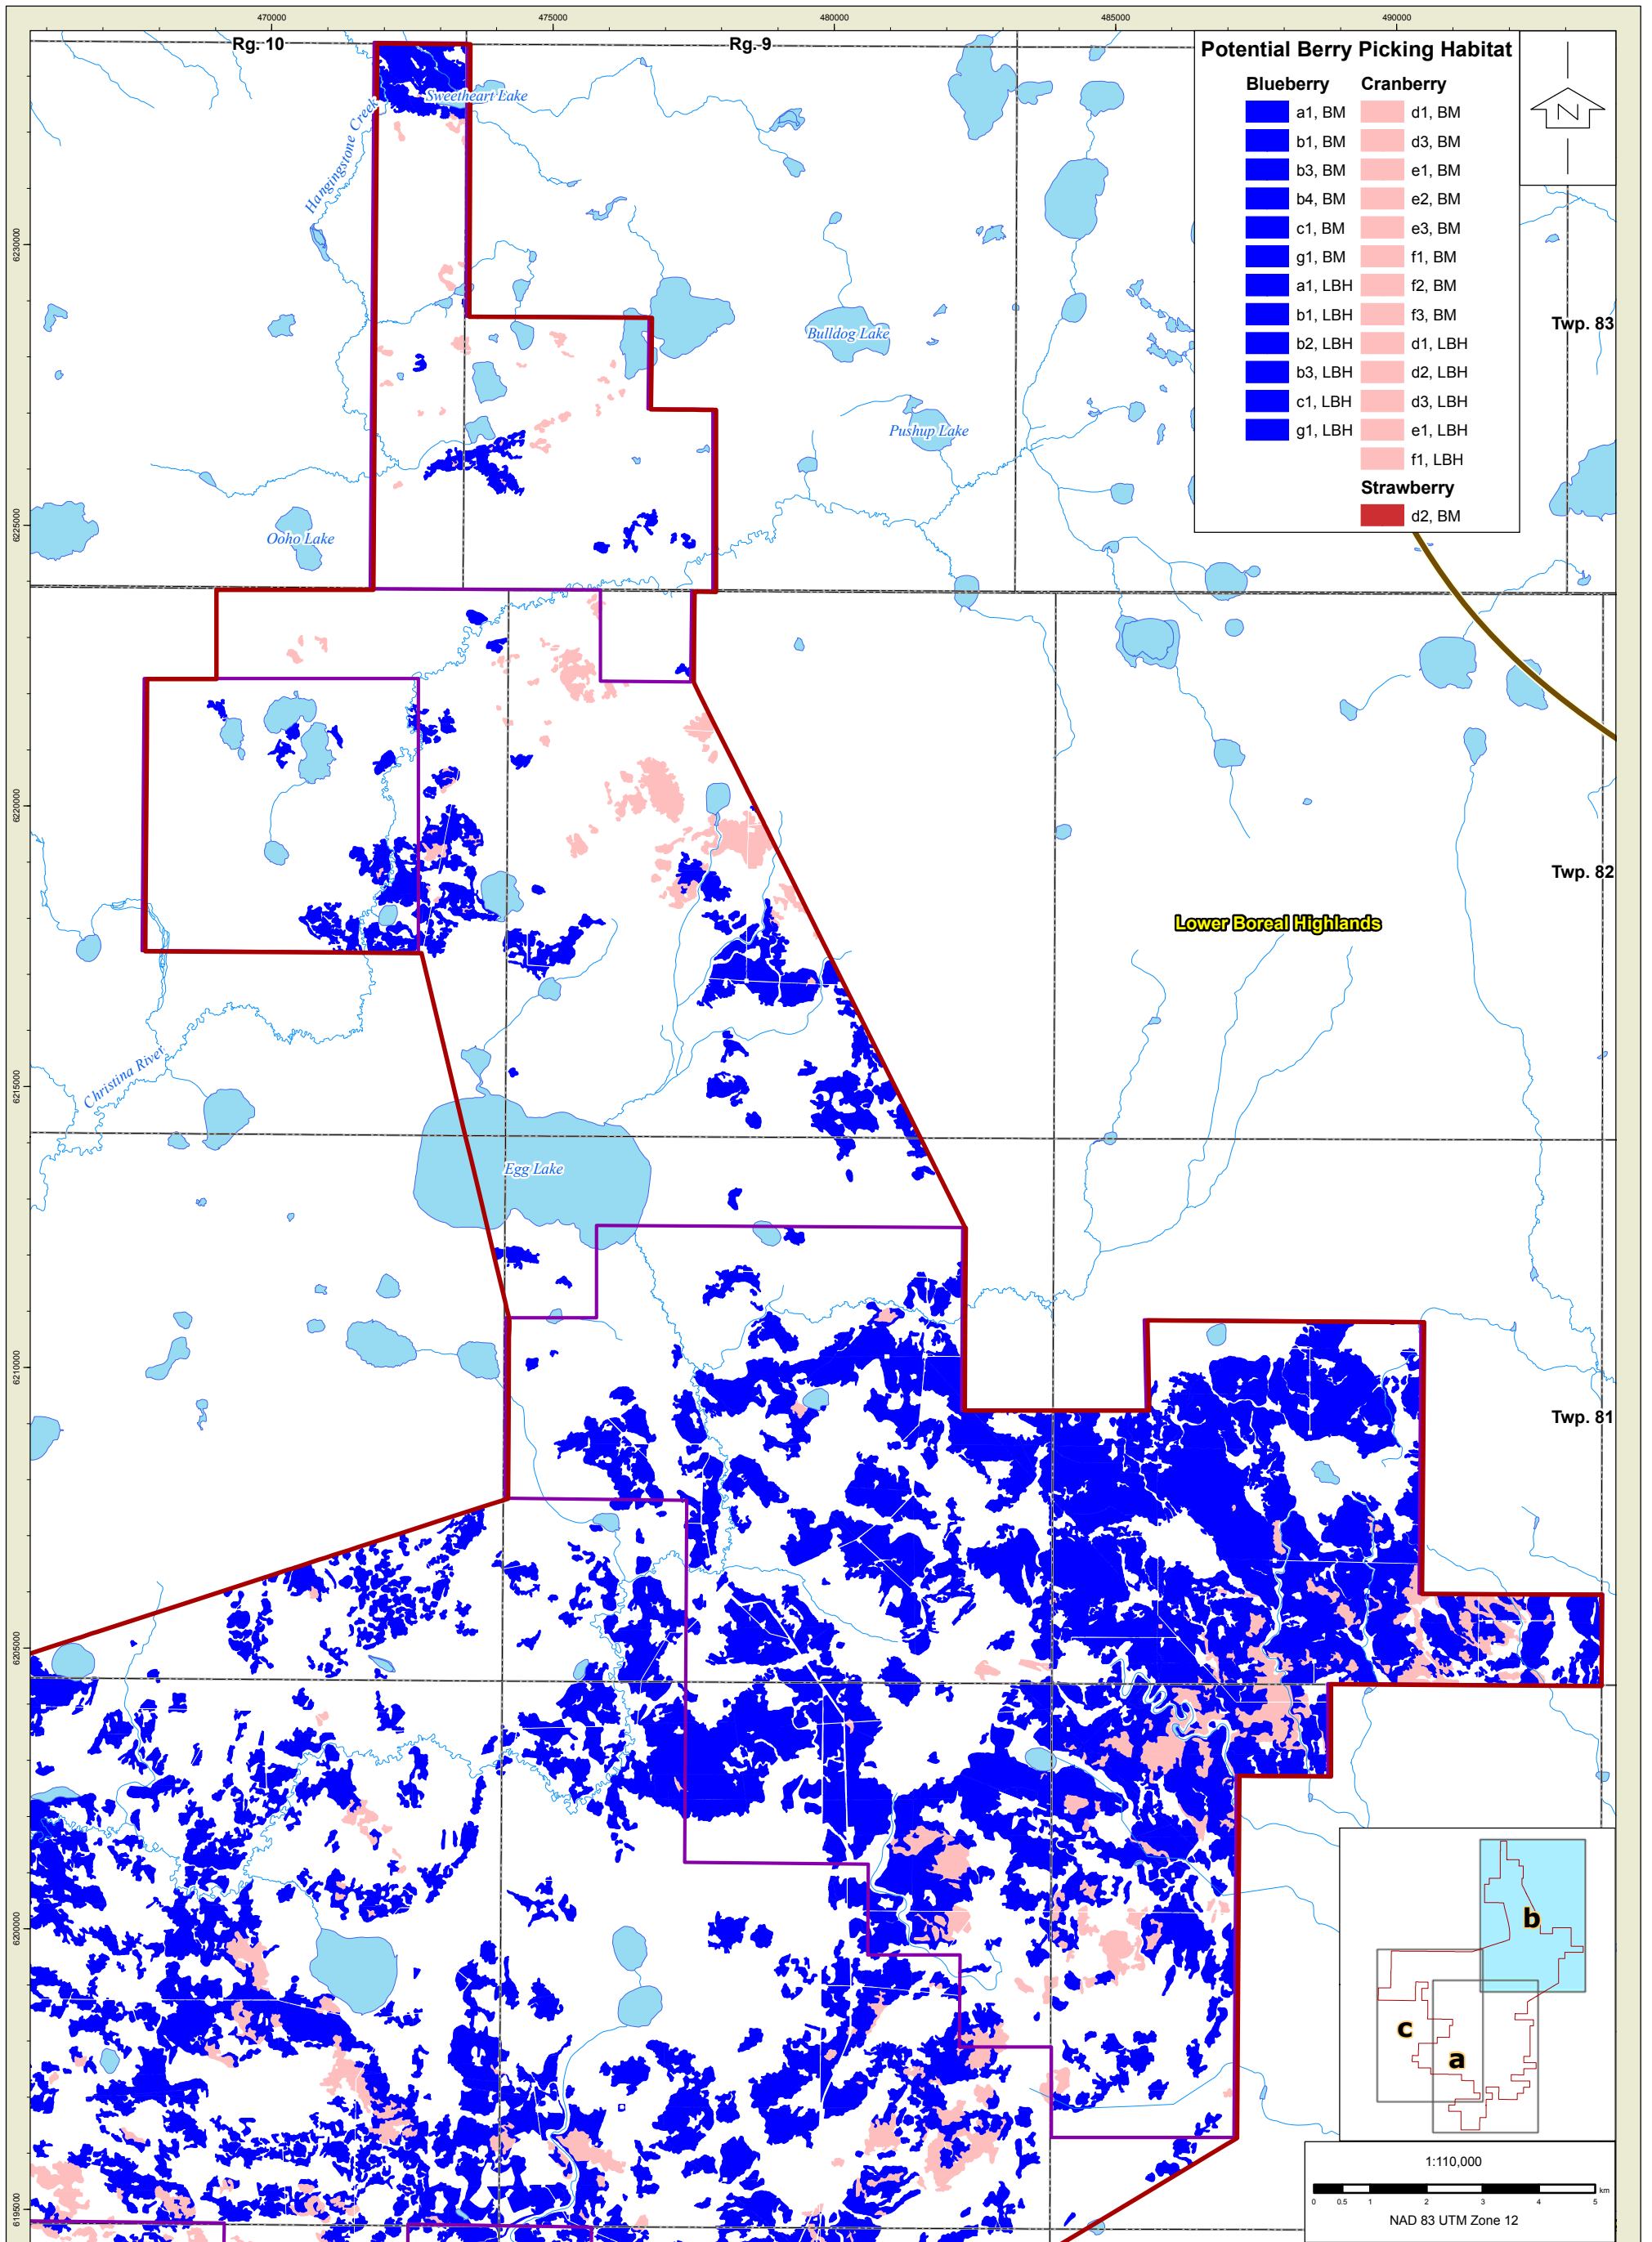 470000 475000 480000 485000 490000
Rg. 10 Rg. 9
Potential Berry Picking Habitat
Blueberry Cranberry
a1, BM d1, BM
b1, BM d3, BM
b3, BM e1, BM
b4, BM e2, BM
c1, BM e3, BM
g1, BM f1, BM
a1, LBH f2, BM
b1, LBH f3, BM
b2, LBH d1, LBH
b3, LBH d2, LBH
c1, LBH d3, LBH
g1, LBH e1, LBH
f1, LBH
Strawberry
d2, BM
N
Sweetheart Lake
Hangingstone Creek
6230000
Bulldog Lake
Twp. 83
Pushup Lake
6225000
Ooho Lake
6220000
Twp. 82
Lower Boreal Highlands
6215000
Christina River
Egg Lake
6210000
Twp. 81
6205000
6200000
b
c
a
6195000
1:110,000
0 0.5 1 2 3 4 5 km
NAD 83 UTM Zone 12